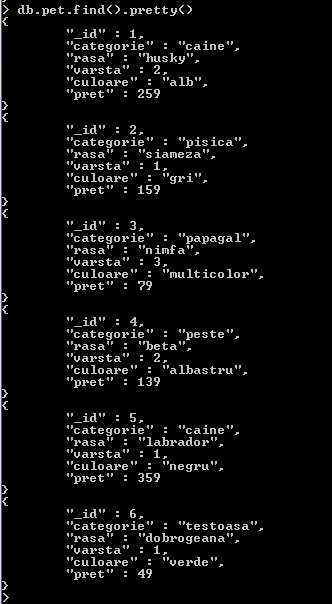 > db.pet.find().pretty()
{
"_id" : 1,
"categorie" : "caine",
"rasa" : "husky",
"varsta" : 2,
"culoare" : "alb",
"pret" : 259
}
{
"_id" : 2,
"categorie" : "pisica",
"rasa" : "siameza",
"varsta" : 1,
"culoare" : "gri",
"pret" : 159
}
{
"_id" : 3,
"categorie" : "papagal",
"rasa" : "nimfa",
"varsta" : 3,
"culoare" : "multicolor",
"pret" : 79
}
{
"_id" : 4,
"categorie" : "peste",
"rasa" : "beta",
"varsta" : 2,
"culoare" : "albastru",
"pret" : 139
}
{
"_id" : 5,
"categorie" : "caine",
"rasa" : "labrador",
"varsta" : 1,
"culoare" : "negru",
"pret" : 359
}
{
"_id" : 6,
"categorie" : "testoasa",
"rasa" : "dobrogeana",
"varsta" : 1,
"culoare" : "verde",
"pret" : 49
}
>